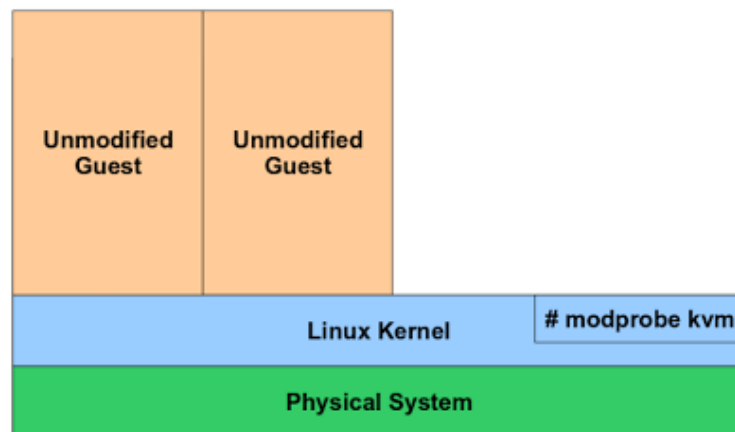 Unmodified
Guest
Unmodified
Guest
Linux Kernel
# modprobe kvm
Physical System